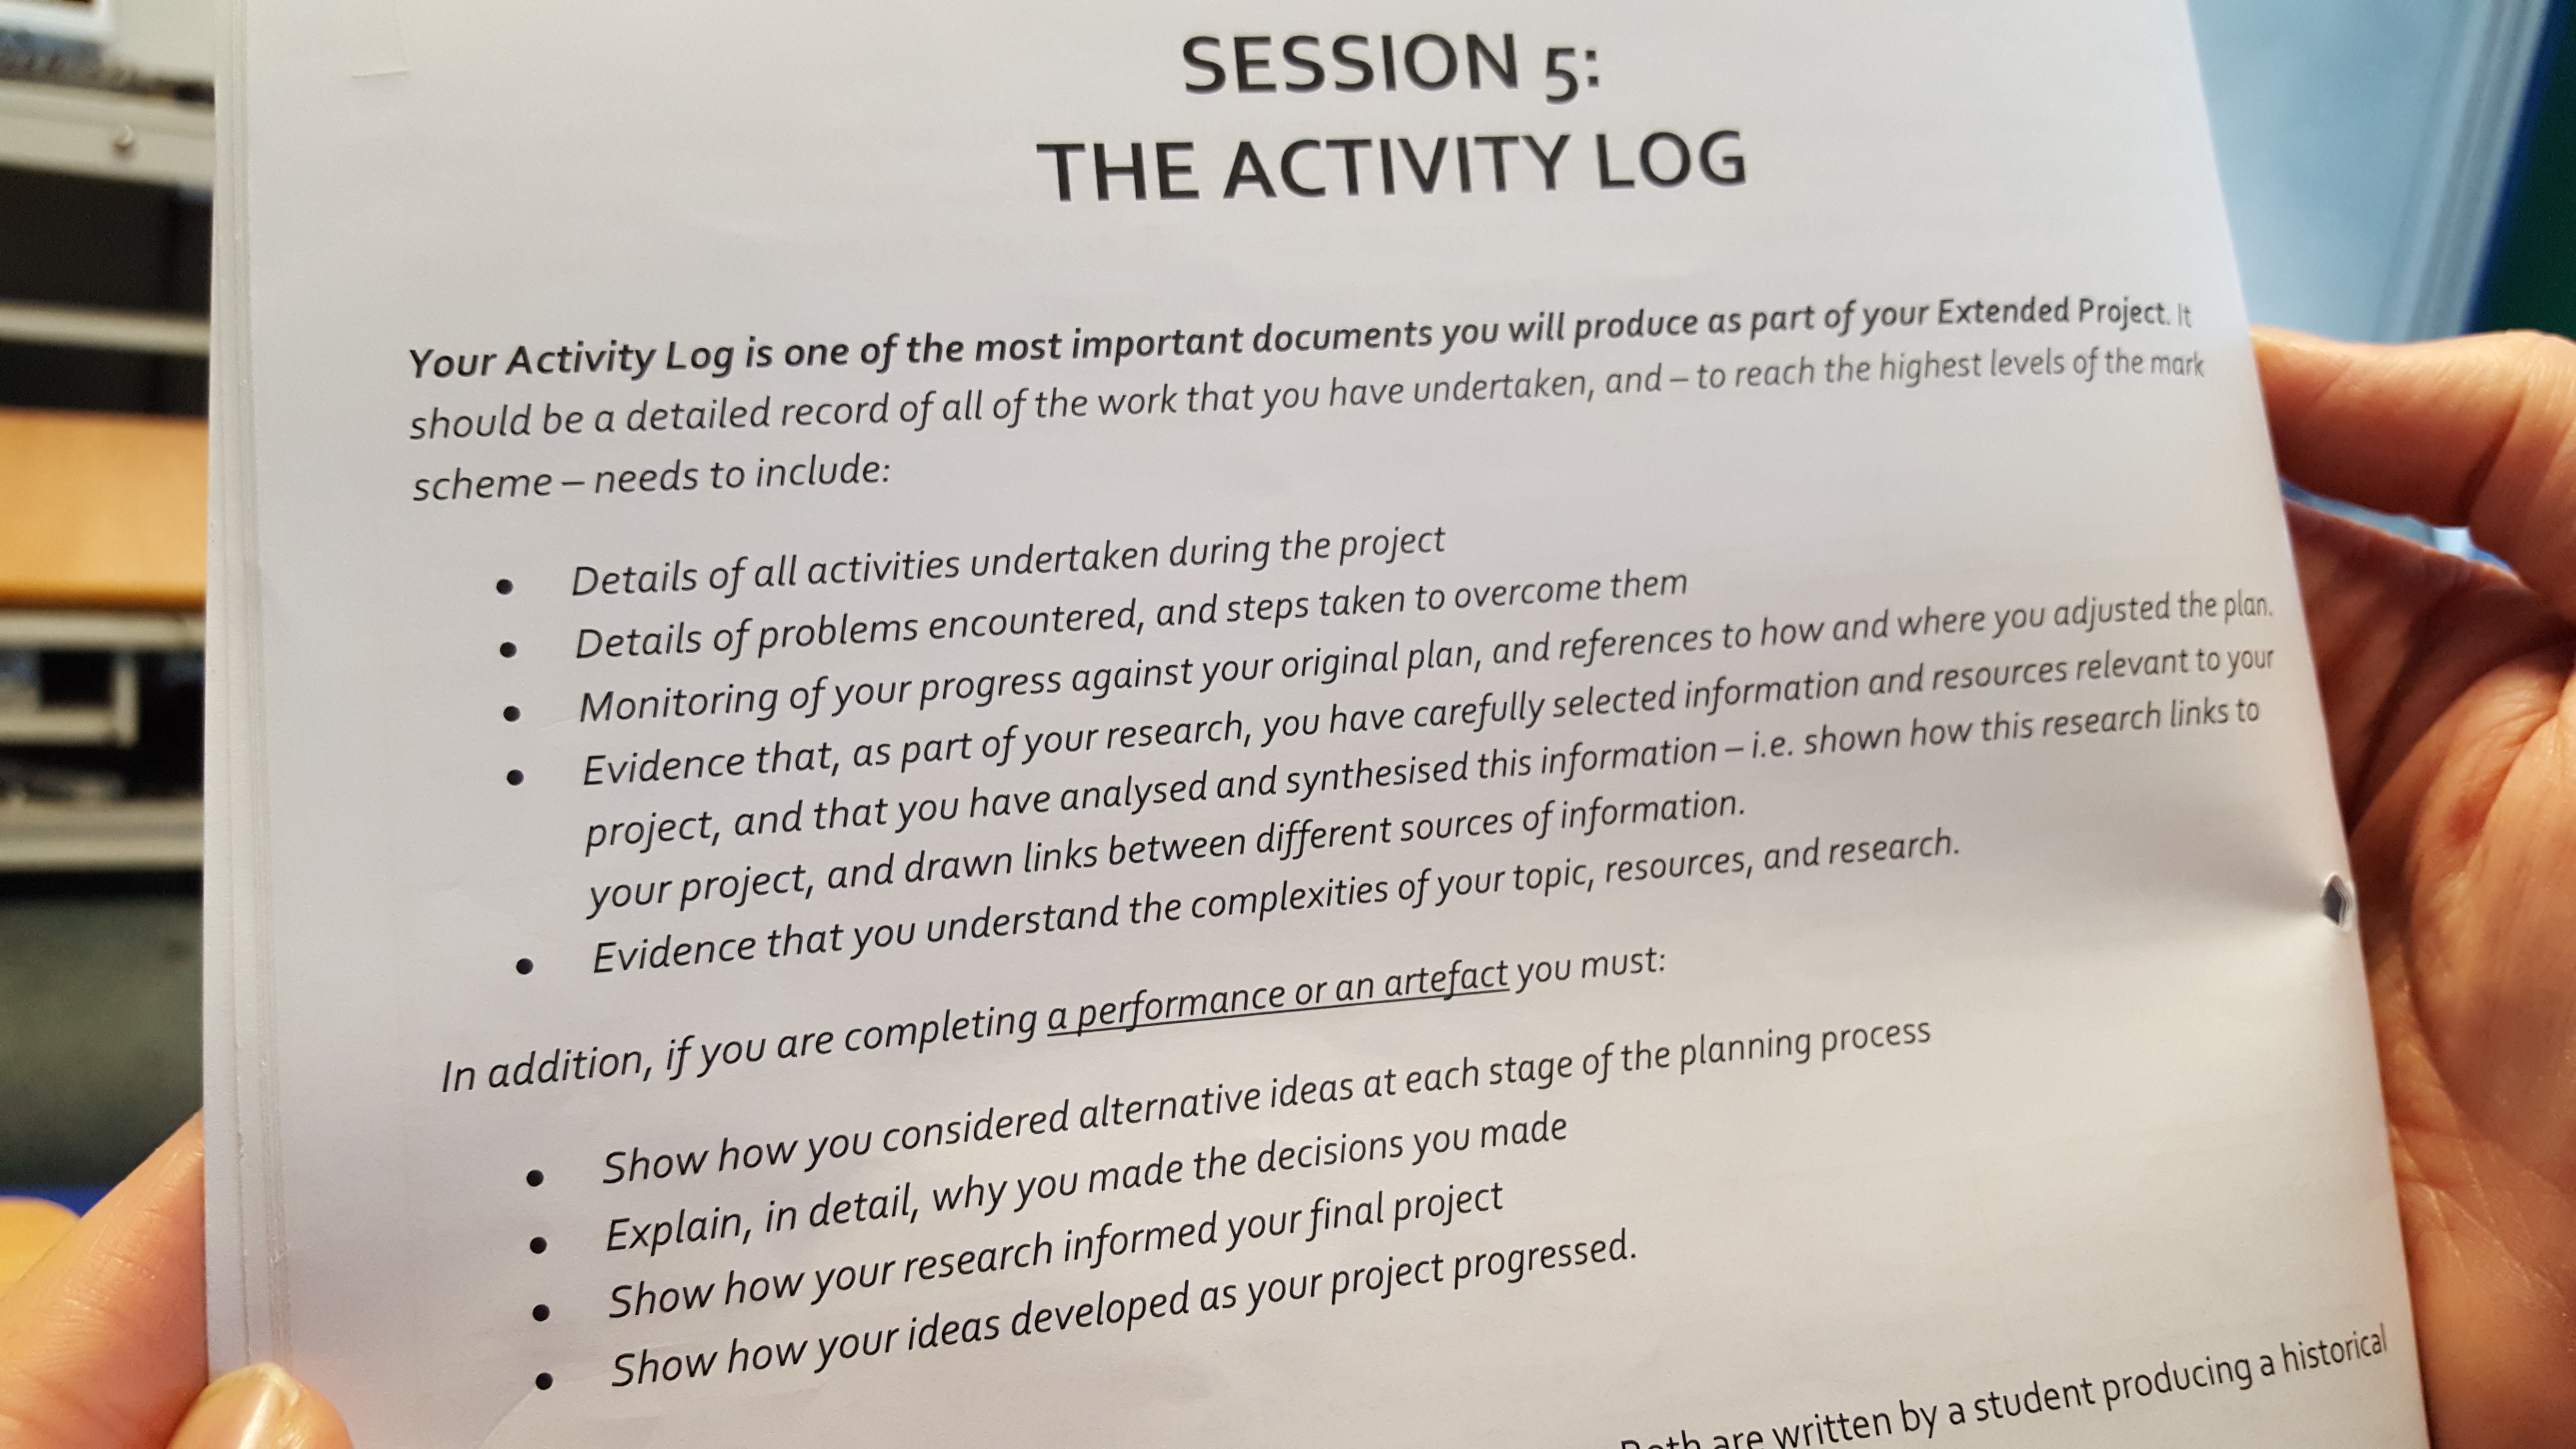 SESSION 5:
THE ACTIVITY LOG
Your Activity Log is one of the most important documents you will produce as part of your Extended Project. It
should be a detailed record of all of the work that you have undertaken, and – to reach the highest levels of the mark
scheme – needs to include:
• Details of all activities undertaken during the project
• Details of problems encountered, and steps taken to overcome them
• Monitoring of your progress against your original plan, and references to how and where you adjusted the plan.
• Evidence that, as part of your research, you have carefully selected information and resources relevant to your
project, and that you have analysed and synthesised this information – i.e. shown how this research links to
your project, and drawn links between different sources of information.
• Evidence that you understand the complexities of your topic, resources, and research.
In addition, if you are completing a performance or an artefact you must:
• Show how you considered alternative ideas at each stage of the planning process
• Explain, in detail, why you made the decisions you made
• Show how your research informed your final project
• Show how your ideas developed as your project progressed.
Both are written by a student producing a historical